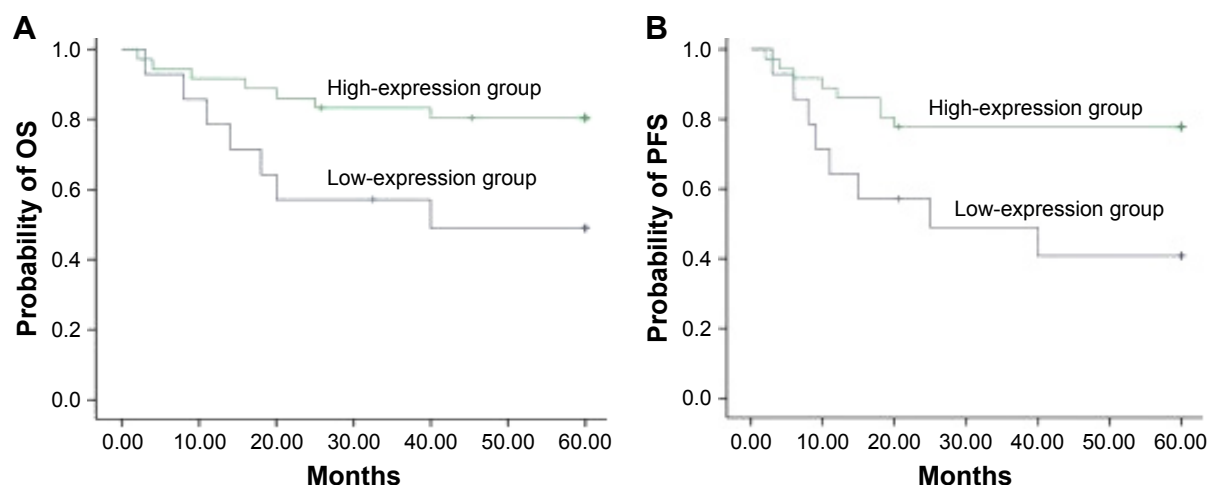 A
Probability of OS
1.0
0.8
0.6
0.4
0.2
0.0
High-expression group
Low-expression group
0.00 10.00 20.00 30.00 40.00 50.00 60.00
Months
B
Probability of PFS
1.0
0.8
0.6
0.4
0.2
0.0
High-expression group
Low-expression group
0.00 10.00 20.00 30.00 40.00 50.00 60.00
Months